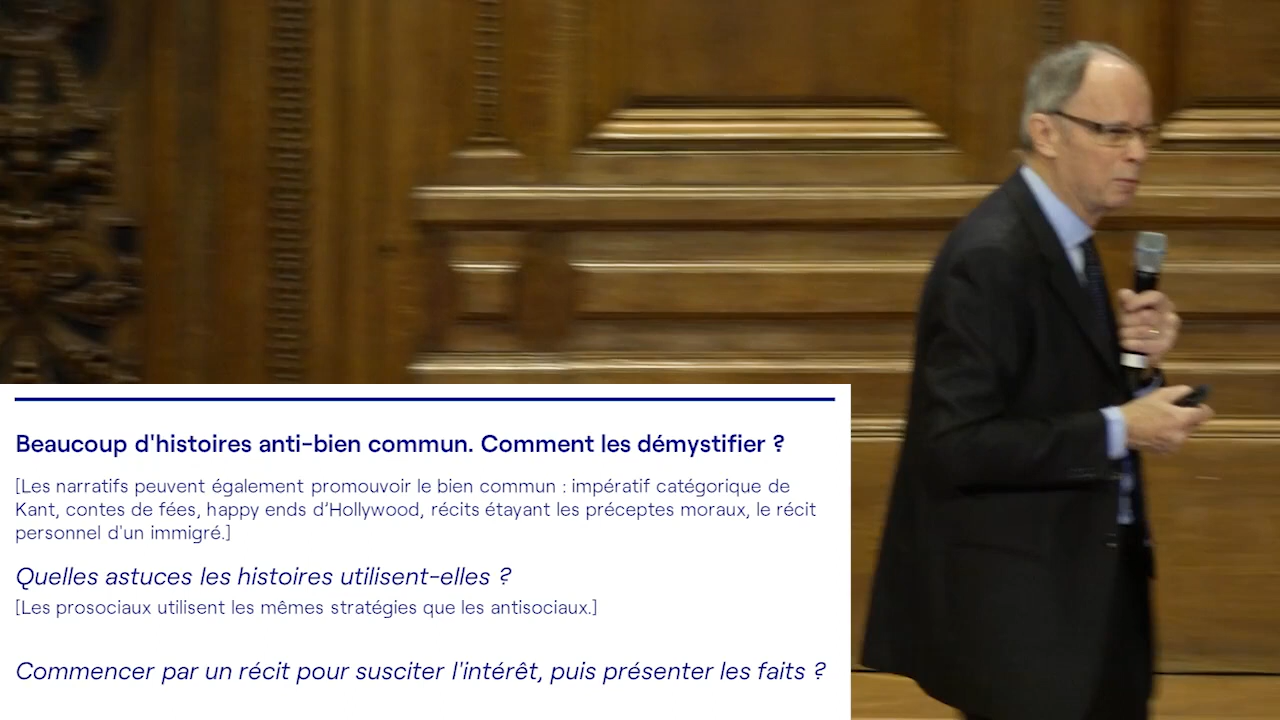 Beaucoup d'histoires anti-bien commun. Comment les démystifier ?
[Les narratifs peuvent également promouvoir le bien commun : impératif catégorique de
Kant, contes de fées, happy ends d’Hollywood, récits étayant les préceptes moraux, le récit
personnel d'un immigré.]
Quelles astuces les histoires utilisent-elles ?
[Les prosociaux utilisent les mêmes stratégies que les antisociaux.]
Commencer par un récit pour susciter l'intérêt, puis présenter les faits ?